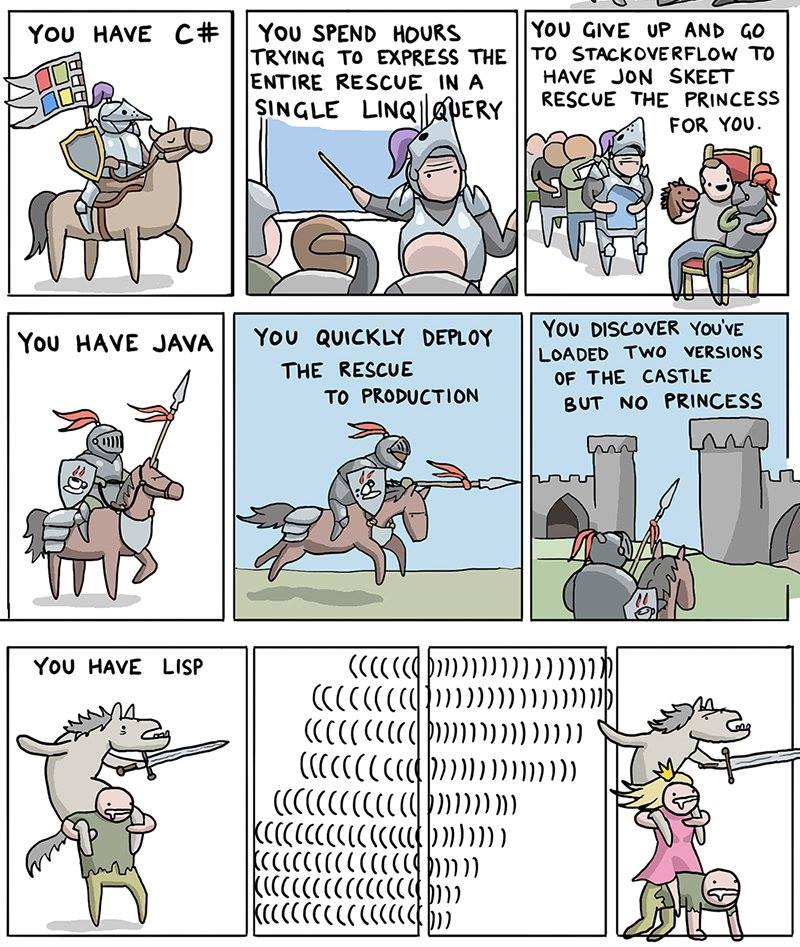 YOU HAVE C#
YOU SPEND HOURS
TRYING TO EXPRESS THE
ENTIRE RESCUE IN A
SINGLE LINQ QUERY
YOU GIVE UP AND GO
TO STACKOVERFLOW TO
HAVE JON SKEET
RESCUE THE PRINCESS
FOR YOU.
YOU HAVE JAVA
YOU QUICKLY DEPLOY
THE RESCUE
TO PRODUCTION
YOU DISCOVER YOU'VE
LOADED TWO VERSIONS
OF THE CASTLE
BUT NO PRINCESS
YOU HAVE LISP